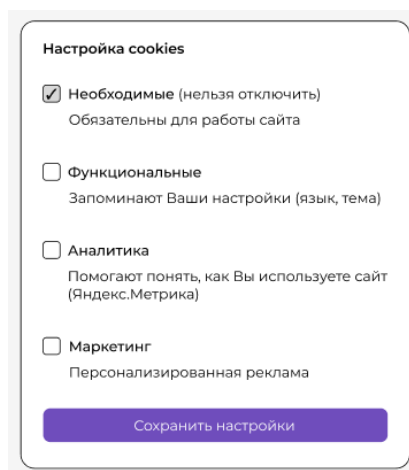 Настройка cookies
Необходимые (нельзя отключить)
Обязательны для работы сайта
Функциональные
Запоминают Ваши настройки (язык, тема)
Аналитика
Помогают понять, как Вы используете сайт
(Яндекс.Метрика)
Маркетинг
Персонализированная реклама
Сохранить настройки